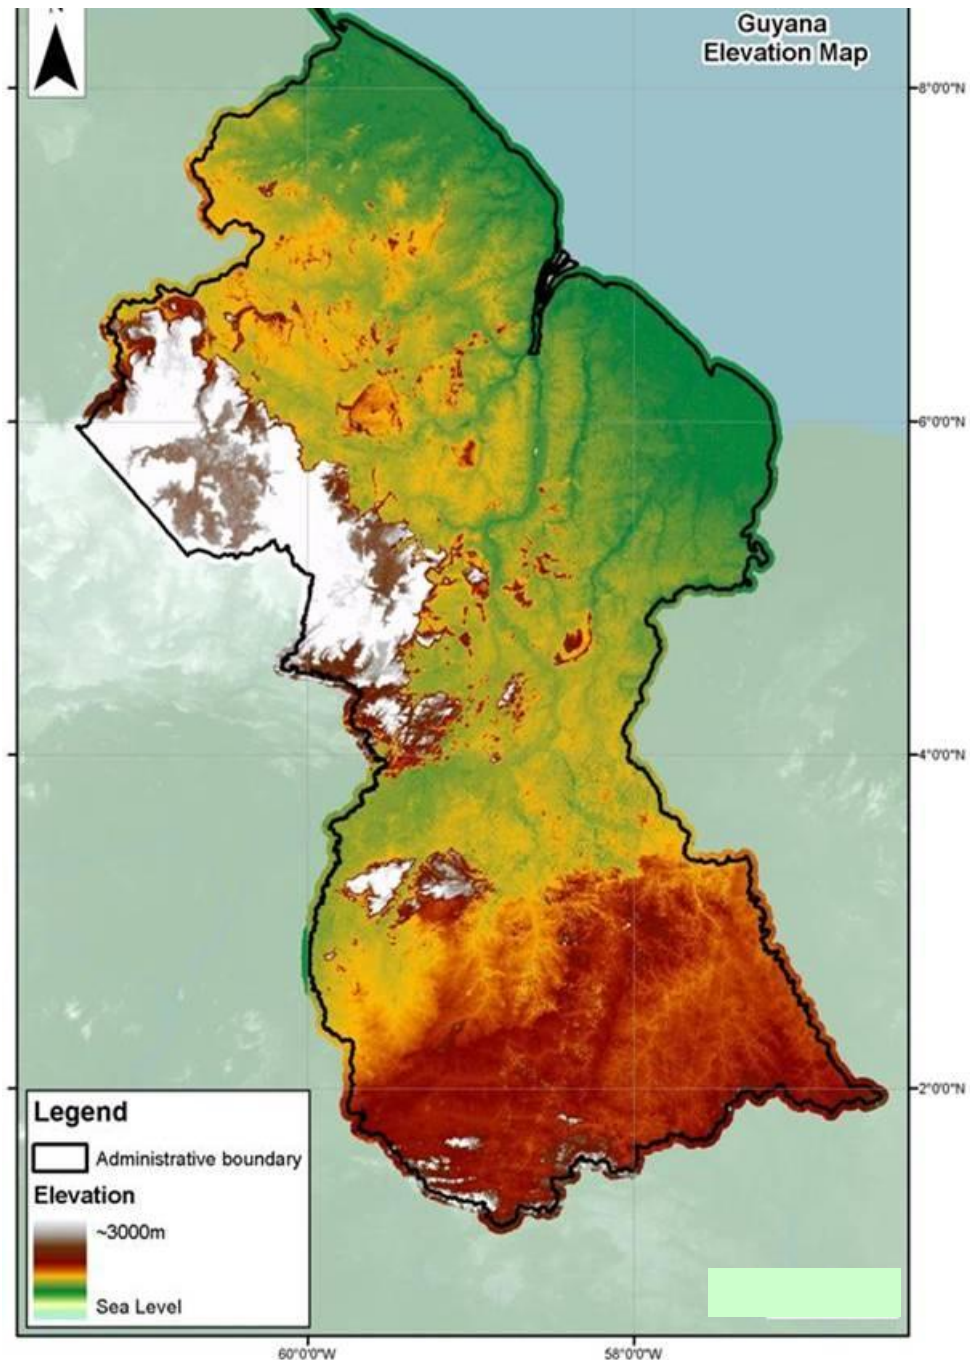 N
Guyana
Elevation Map
8°0'0"N
6°0'0"N
4°0'0"N
2°0'0"N
Legend
Administrative boundary
Elevation
~3000m
Sea Level
60°0'0"W
58°0'0"W